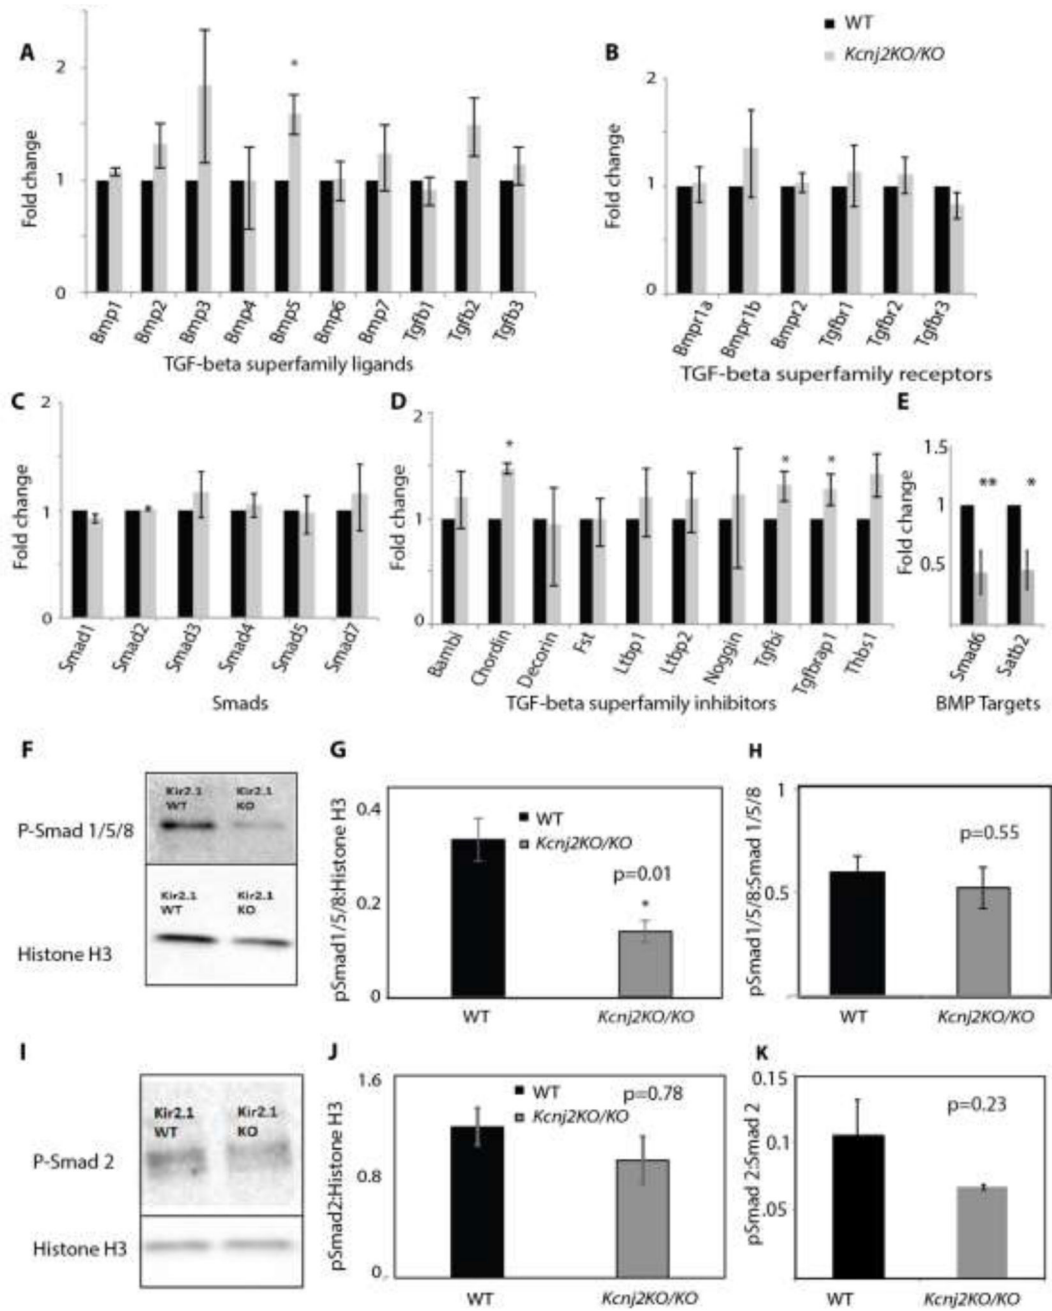 WT
Kcnj2KO/KO
A
2
1
0
Fold change
*
Bmp1
Bmp2
Bmp3
Bmp4
Bmp5
Bmp6
Bmp7
Tgfb1
Tgfb2
Tgfb3
TGF-beta superfamily ligands
B
2
1
0
Fold change
Bmpr1a
Bmpr1b
Bmpr2
Tgfbr1
Tgfbr2
Tgfbr3
TGF-beta superfamily receptors
C
2
1
0
Fold change
Smad1
Smad2
Smad3
Smad4
Smad5
Smad7
Smads
D
2
1
0
Fold change
*
*
*
Bambi
Chordin
Decorin
Fst
Ltbp1
Ltbp2
Noggin
Tgfbi
Tgfbrap1
Thbs1
TGF-beta superfamily inhibitors
E
1.5
1
0.5
Fold change
**
*
Smad6
Satb2
BMP Targets
F
Kir2.1 Kir2.1
WT KO
P-Smad 1/5/8
Kir2.1 Kir2.1
WT KO
Histone H3
G
0.4
0.2
0
pSmad1/5/8:Histone H3
WT
Kcnj2KO/KO
p=0.01
*
WT Kcnj2KO/KO
H
1
0.5
pSmad1/5/8:Smad 1/5/8
p=0.55
WT Kcnj2KO/KO
I
Kir2.1 Kir2.1
WT KO
P-Smad 2
Histone H3
J
1.6
0.8
0
pSmad2:Histone H3
WT
Kcnj2KO/KO
p=0.78
WT Kcnj2KO/KO
K
0.15
0.1
.05
pSmad 2:Smad 2
p=0.23
WT Kcnj2KO/KO